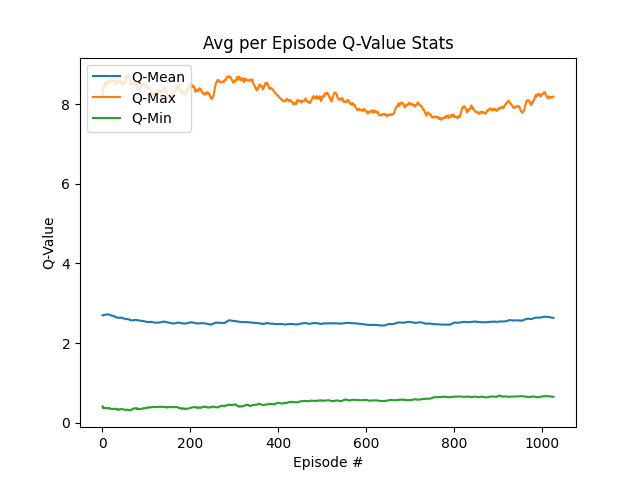 Avg per Episode Q-Value Stats
Q-Value
8
6
4
2
0
Q-Mean
Q-Max
Q-Min
0 200 400 600 800 1000
Episode #